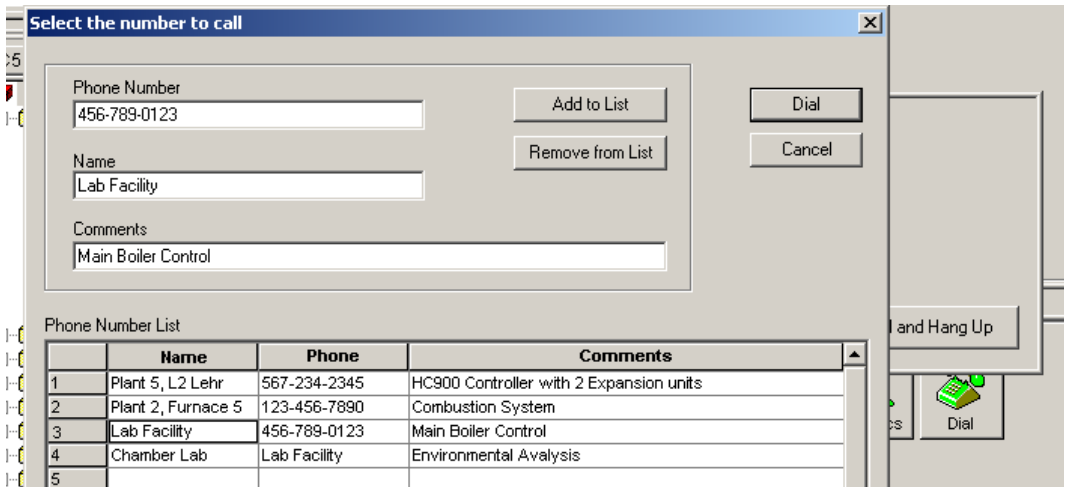 Select the number to call
Phone Number
456-789-0123
Add to List
Dial
Remove from List
Cancel
Name
Lab Facility
Comments
Main Boiler Control
Phone Number List
and Hang Up
Name Phone Comments
1 Plant 5, L2 Lehr 567-234-2345 HC900 Controller with 2 Expansion units
2 Plant 2, Furnace 5 123-456-7890 Combustion System
3 Lab Facility 456-789-0123 Main Boiler Control
4 Chamber Lab Lab Facility Environmental Avalysis
5
Dial